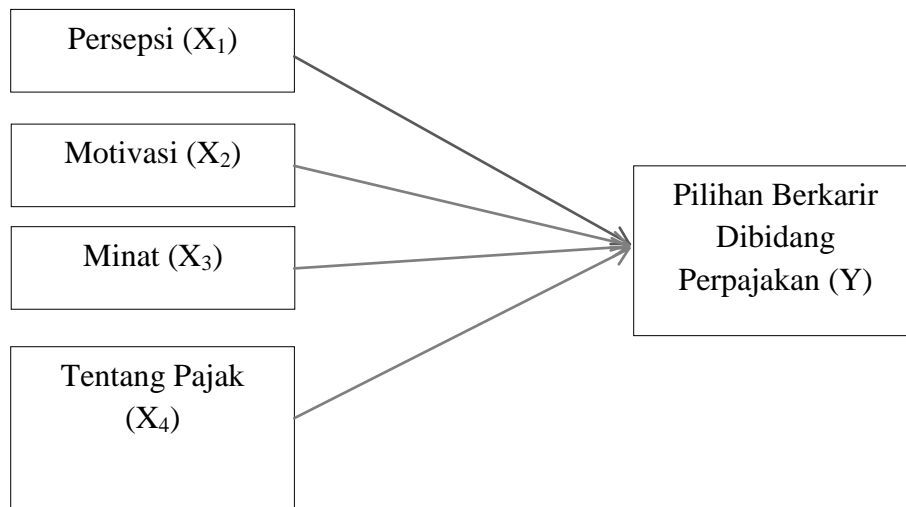 Persepsi (X₁)
Motivasi (X₂)
Minat (X₃)
Tentang Pajak
(X₄)
Pilihan Berkarir
Dibidang
Perpajakan (Y)